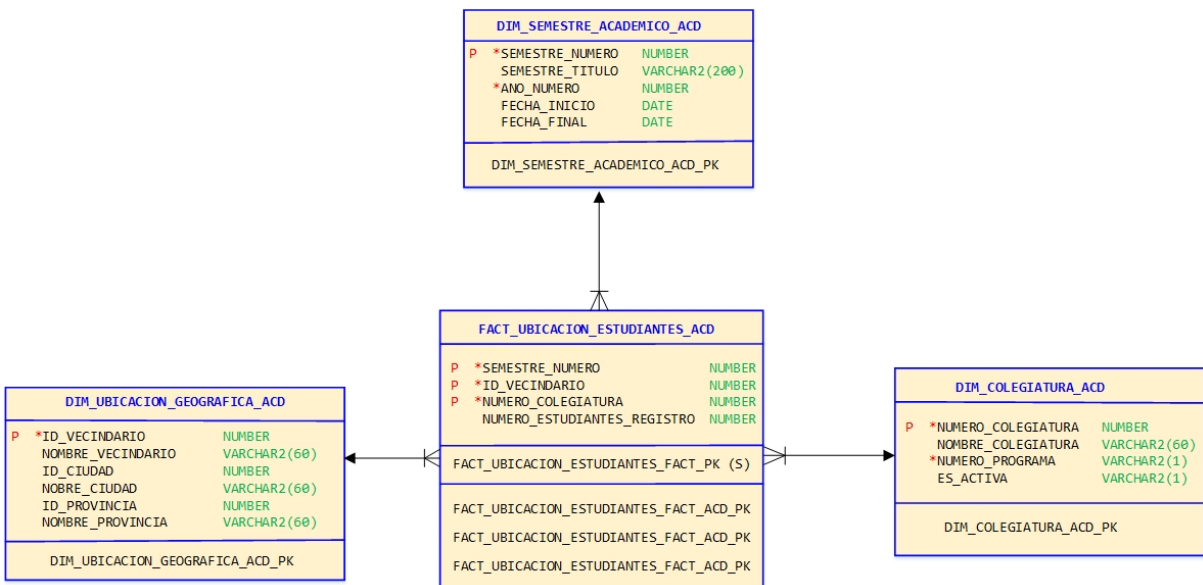 DIM_SEMESTRE_ACADEMICO_ACD
P *SEMESTRE_NUMERO NUMBER
SEMESTRE_TITULO VARCHAR2(200)
*ANO_NUMERO NUMBER
FECHA_INICIO DATE
FECHA_FINAL DATE
DIM_SEMESTRE_ACADEMICO_ACD_PK
FACT_UBICACION_ESTUDIANTES_ACD
P *SEMESTRE_NUMERO NUMBER
P *ID_VECINDARIO NUMBER
P *NUMERO_COLEGIATURA NUMBER
NUMERO_ESTUDIANTES_REGISTRO NUMBER
FACT_UBICACION_ESTUDIANTES_FACT_PK (S)
FACT_UBICACION_ESTUDIANTES_FACT_ACD_PK
FACT_UBICACION_ESTUDIANTES_FACT_ACD_PK
FACT_UBICACION_ESTUDIANTES_FACT_ACD_PK
DIM_UBICACION_GEOGRAFICA_ACD
P *ID_VECINDARIO NUMBER
NOMBRE_VECINDARIO VARCHAR2(60)
ID_CIUDAD NUMBER
NOBRE_CIUDAD VARCHAR2(60)
ID_PROVINCIA NUMBER
NOMBRE_PROVINCIA VARCHAR2(60)
DIM_UBICACION_GEOGRAFICA_ACD_PK
DIM_COLEGIATURA_ACD
P *NUMERO_COLEGIATURA NUMBER
NOMBRE_COLEGIATURA VARCHAR2(60)
*NUMERO_PROGRAMA VARCHAR2(1)
ES_ACTIVA VARCHAR2(1)
DIM_COLEGIATURA_ACD_PK